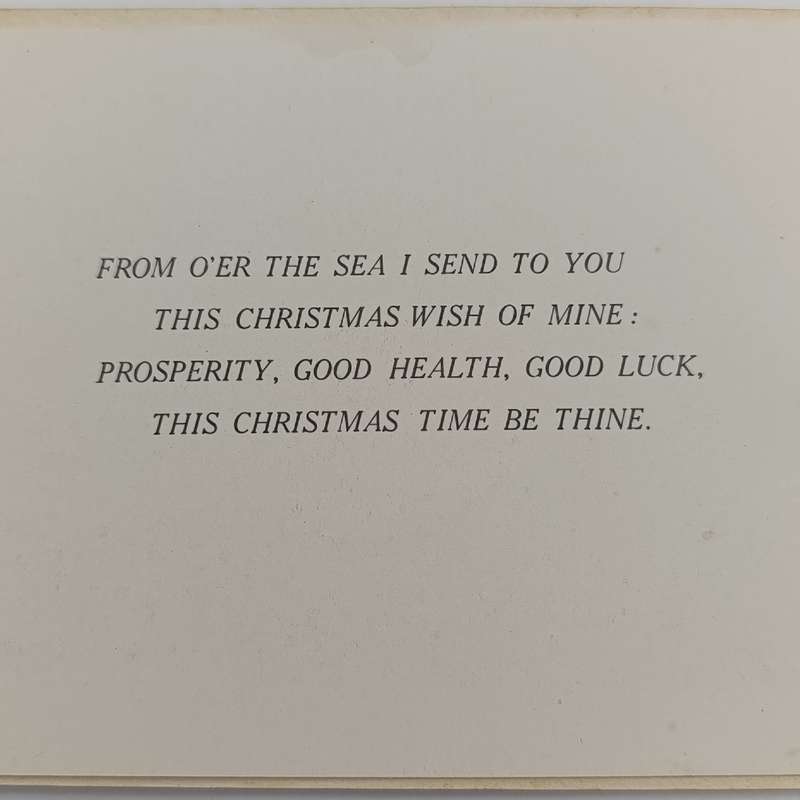 FROM O'ER THE SEA I SEND TO YOU
THIS CHRISTMAS WISH OF MINE :
PROSPERITY, GOOD HEALTH, GOOD LUCK,
THIS CHRISTMAS TIME BE THINE.